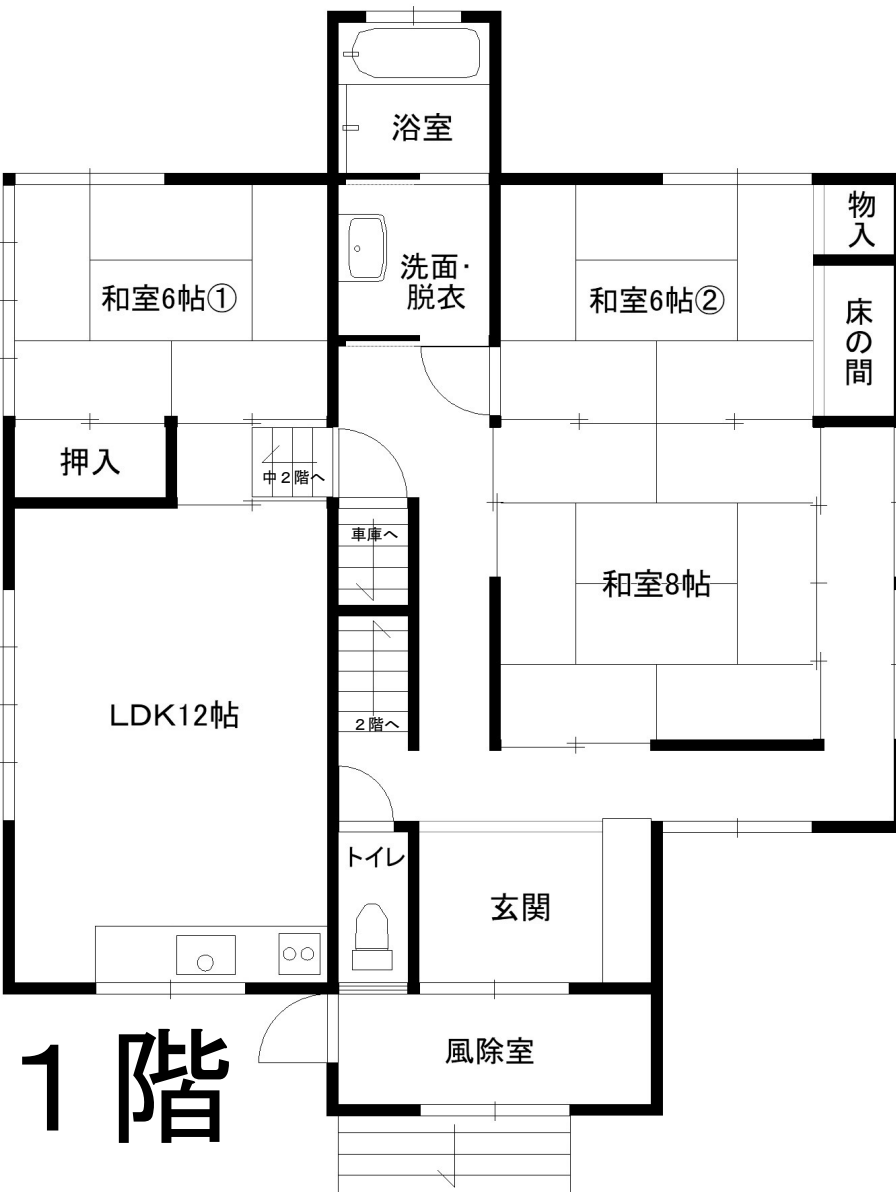 浴室
物入
洗面・
脱衣
和室6帖①
和室6帖②
床の間
押入
中２階へ
車庫へ
和室8帖
LDK12帖
２階へ
トイレ
玄関
風除室
１階